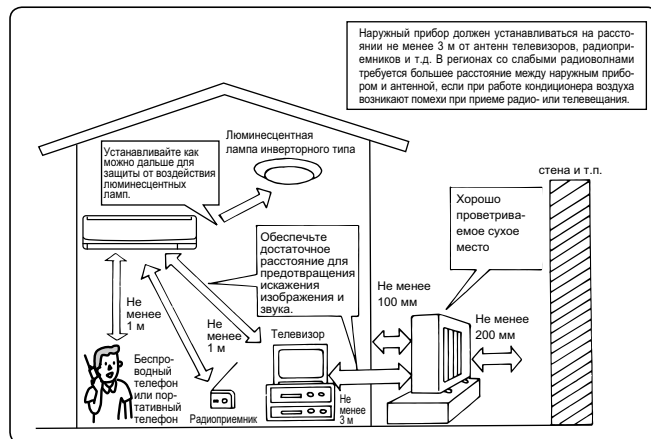 Наружный прибор должен устанавливаться на рассто-
янии не менее 3 м от антенн телевизоров, радиопри-
емников и т.д. В регионах со слабыми радиоволнами
требуется большее расстояние между наружным прибо-
ром и антенной, если при работе кондиционера воздуха
возникают помехи при приеме радио- или телевещания.
Люминесцентная
лампа инверторного типа
Устанавливайте как
можно дальше для
защиты от воздействия
люминесцентных
ламп.
стена и т.п.
Хорошо
проветрива-
емое сухое
место
Обеспечьте
достаточное
расстояние для
предотвращения
искажения
изображения и
звука.
Не менее
100 мм
Не менее
200 мм
Не
менее
1 м
Не
менее
1 м
Телевизор
Беспро-
водный
телефон
или пор-
тативный
телефон
Радиоприемник
Не
менее
3 м